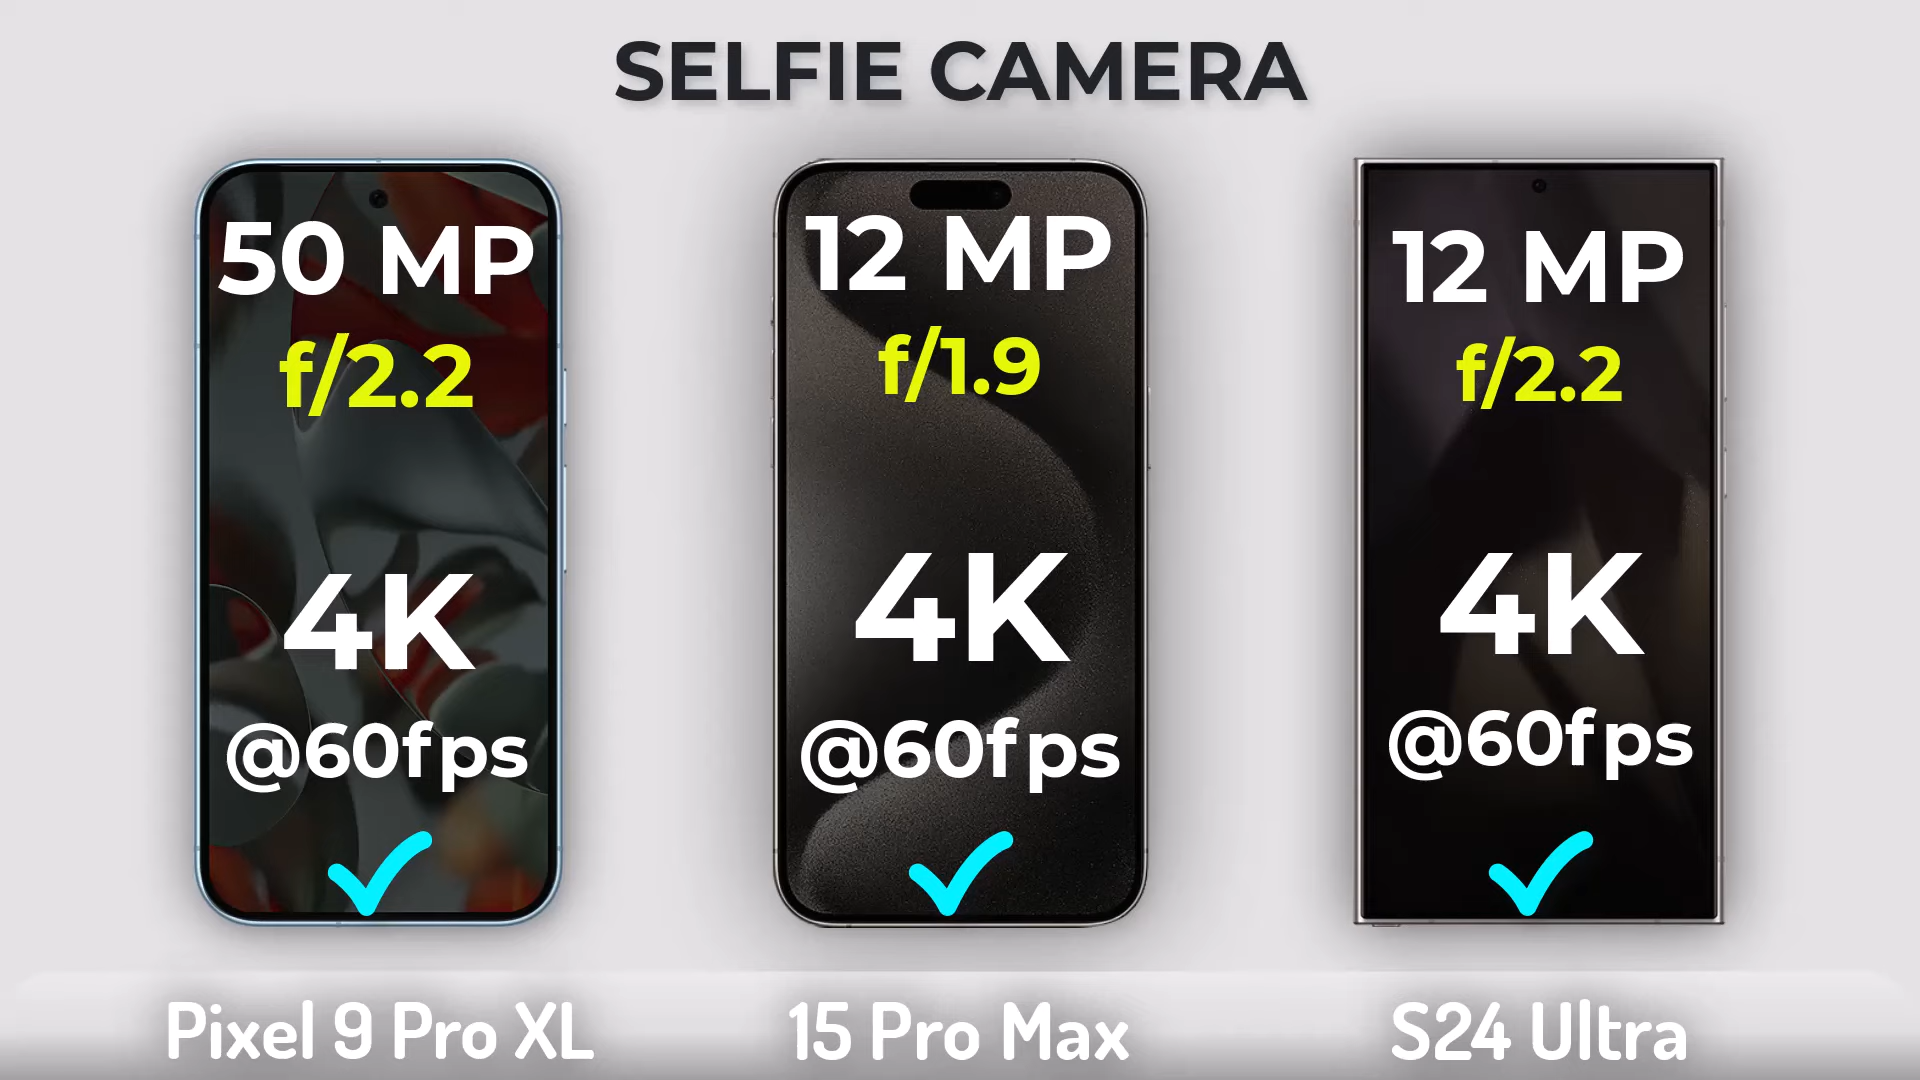 SELFIE CAMERA
50 MP
f/2.2
4K
@60fps
Pixel 9 Pro XL
12 MP
f/1.9
4K
@60fps
15 Pro Max
12 MP
f/2.2
4K
@60fps
S24 Ultra